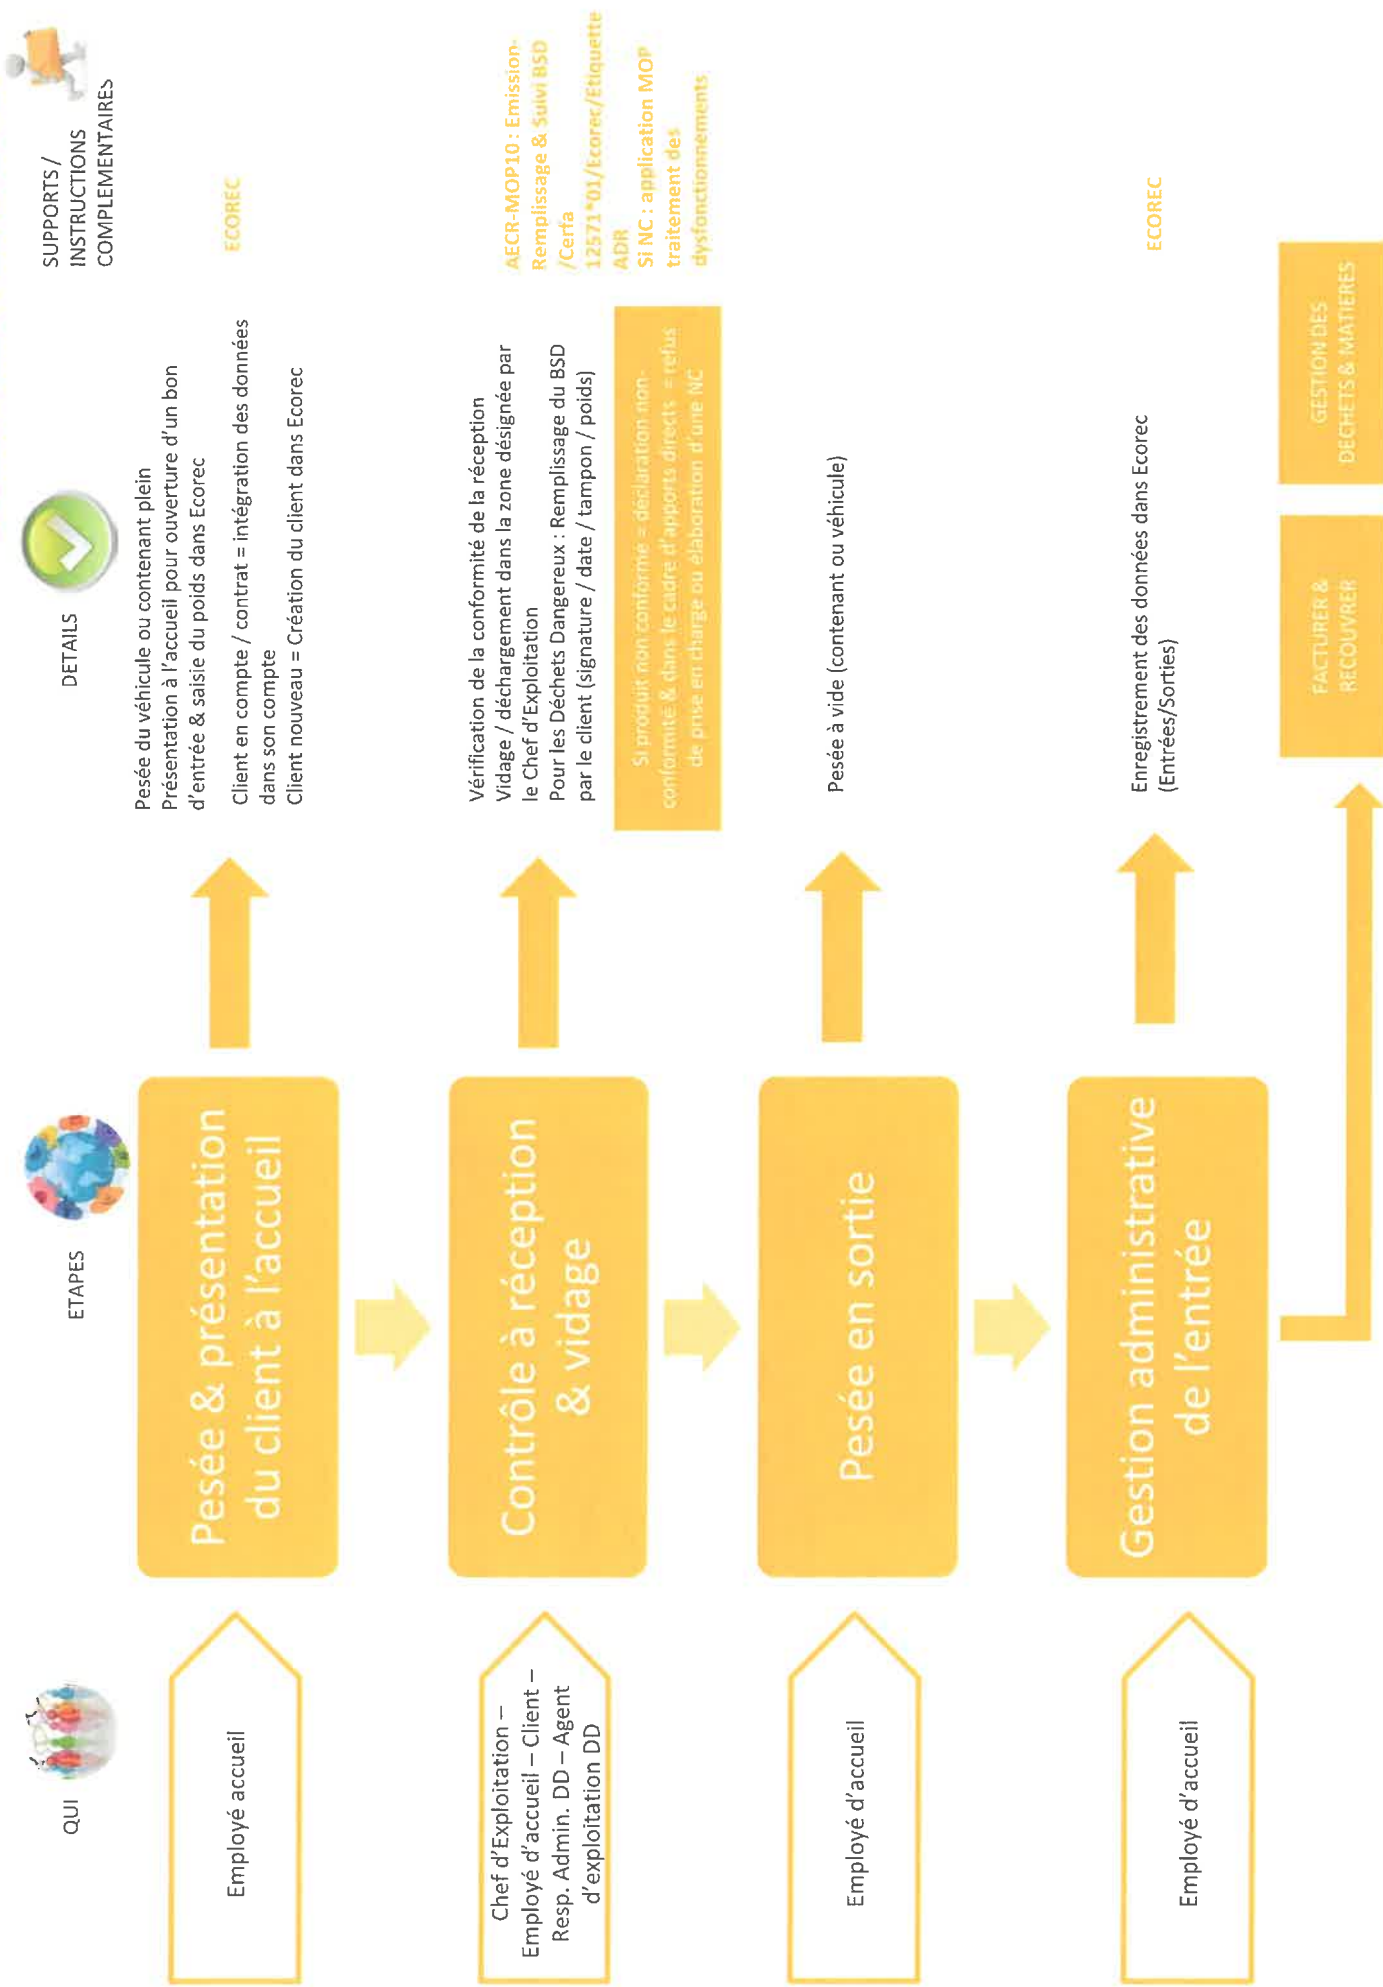 QUI
ETAPES
DETAILS
SUPPORTS /
INSTRUCTIONS
COMPLEMENTAIRES
Employé accueil
Pesée & présentation
du client à l'accueil
Pesée du véhicule ou contenant plein
Présentation à l'accueil pour ouverture d'un bon
d'entrée & saisie du poids dans Ecorec
Client en compte / contrat = intégration des données
dans son compte
Client nouveau = Création du client dans Ecorec
ECOREC
Chef d'Exploitation –
Employé d'accueil – Client –
Resp. Admin. DD – Agent
d'exploitation DD
Contrôle à réception
& vidage
Vérification de la conformité de la réception
Vidage / déchargement dans la zone désignée par
le Chef d'Exploitation
Pour les Déchets Dangereux : Remplissage du BSD
par le client (signature / date / tampon / poids)
Si produit non conforme = déclaration non-
conformité & dans le cadre d'apports directs = refus
de prise en charge ou élaboration d'une NC
AECR-MOP10 : Emission-
Remplissage & Suivi BSD
/Cerfa
12571*01/Ecorec/Etiquette
ADR
Si NC : application MOP
traitement des
dysfonctionnements
Employé d'accueil
Pesée en sortie
Pesée à vide (contenant ou véhicule)
Employé d'accueil
Gestion administrative
de l'entrée
Enregistrement des données dans Ecorec
(Entrées/Sorties)
ECOREC
FACTURER &
RECOUVRER
GESTION DES
DECHETS & MATIERES